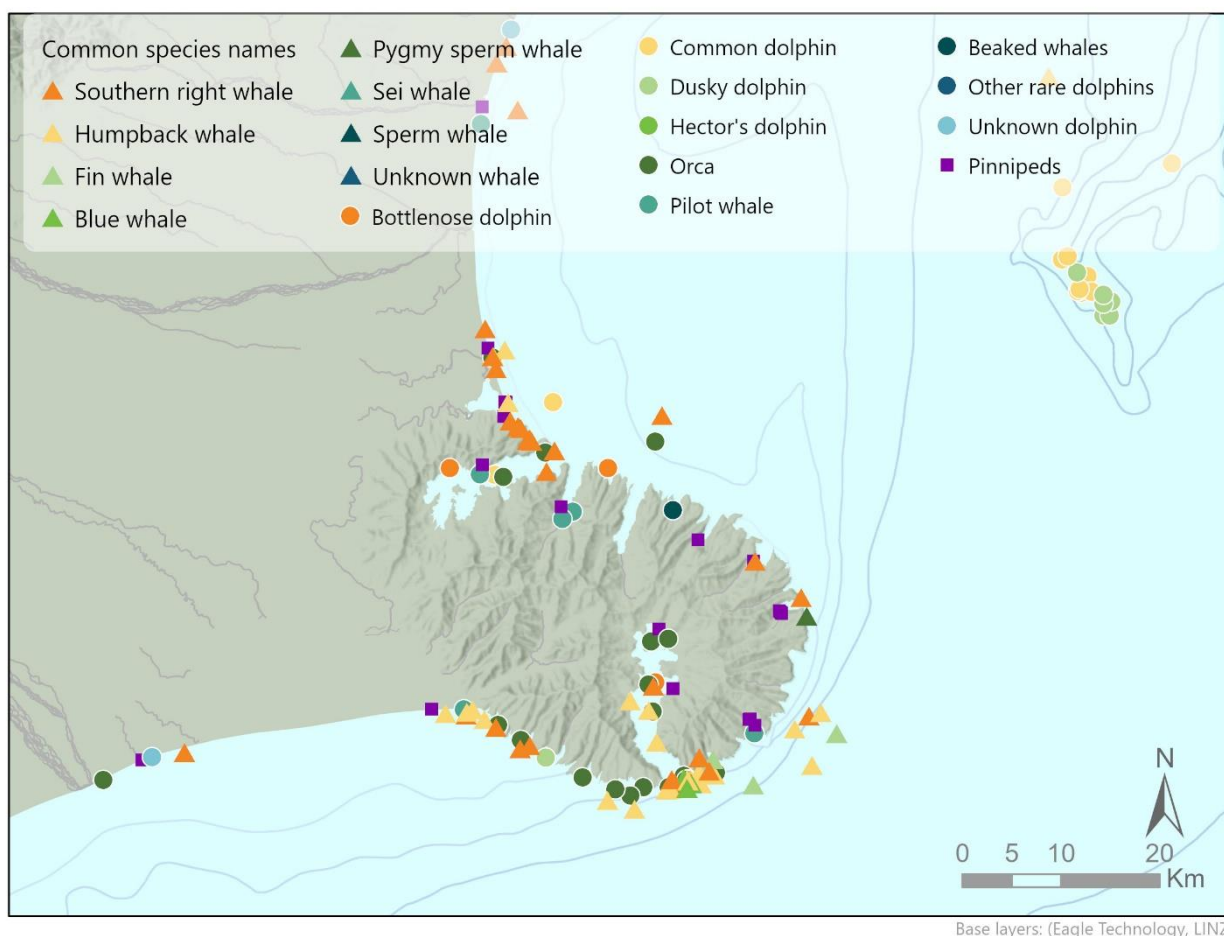 Common species names
Southern right whale
Humpback whale
Fin whale
Blue whale
Pygmy sperm whale
Sei whale
Sperm whale
Unknown whale
Bottlenose dolphin
Common dolphin
Dusky dolphin
Hector's dolphin
Orca
Pilot whale
Beaked whales
Other rare dolphins
Unknown dolphin
Pinnipeds
N
0 5 10 20
Km
Base layers: (Eagle Technology, LINZ